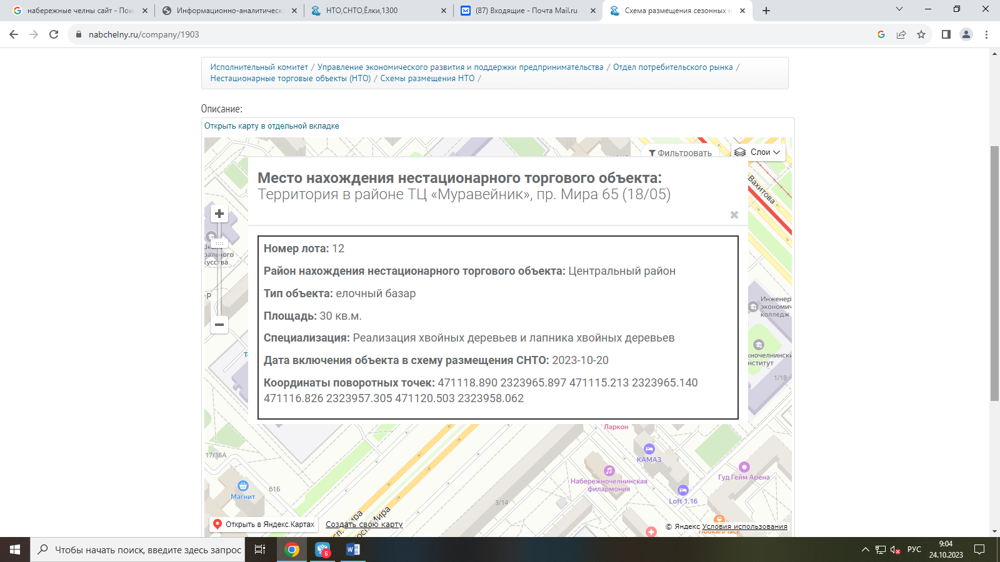 набережные челны сайт - Пои
Информационно-аналитическа
НТО,СНТО,Ёлки,1300
(87) Входящие - Почта Mail.ru
Схема размещения сезонных н
nabchelny.ru/company/1903
Исполнительный комитет / Управление экономического развития и поддержки предпринимательства / Отдел потребительского рынка /
Нестационарные торговые объекты (НТО) / Схемы размещения НТО /
Описание:
Открыть карту в отдельной вкладке
Фильтровать
Слои
Место нахождения нестационарного торгового объекта:
Территория в районе ТЦ «Муравейник», пр. Мира 65 (18/05)
Вахитова
Номер лота: 12
Район нахождения нестационарного торгового объекта: Центральный район
Тип объекта: елочный базар
Площадь: 30 кв.м.
Специализация: Реализация хвойных деревьев и лапника хвойных деревьев
Дата включения объекта в схему размещения СНТО: 2023-10-20
Координаты поворотных точек: 471118.890 2323965.897 471115.213 2323965.140
471116.826 2323957.305 471120.503 2323958.062
рального
кусства
Р
Инженер
экономич
колледж
жночелнински
нститут
1/18
Ларкон
17/16А
КАМАЗ
Гуд Гейм Арена
Набережночелнинская
филармония
61Б
Магнит
Loft 1.16
3/14
Открыть в Яндекс.Картах
Создать свою карту
© Яндекс Условия использования
HookahPlace
Чтобы начать поиск, введите здесь запрос
6
РУС
9:04
24.10.2023